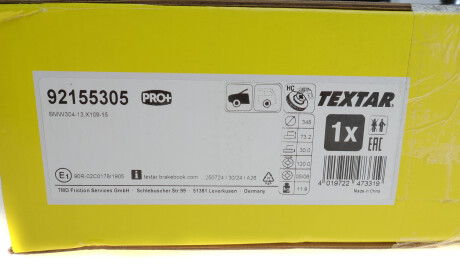 92155305 PRO+
BMW304-13,X109-15
HC
TEXTAR
348
75.2
30.0
120.0
11.9
1x
EAC
E1 90R-02C0178/1905
i textar.brakebook.com
TMD Friction Services GmbH Schlebuscher Str.99 51381 Leverkusen Germany
4 019722 473319
Made in China